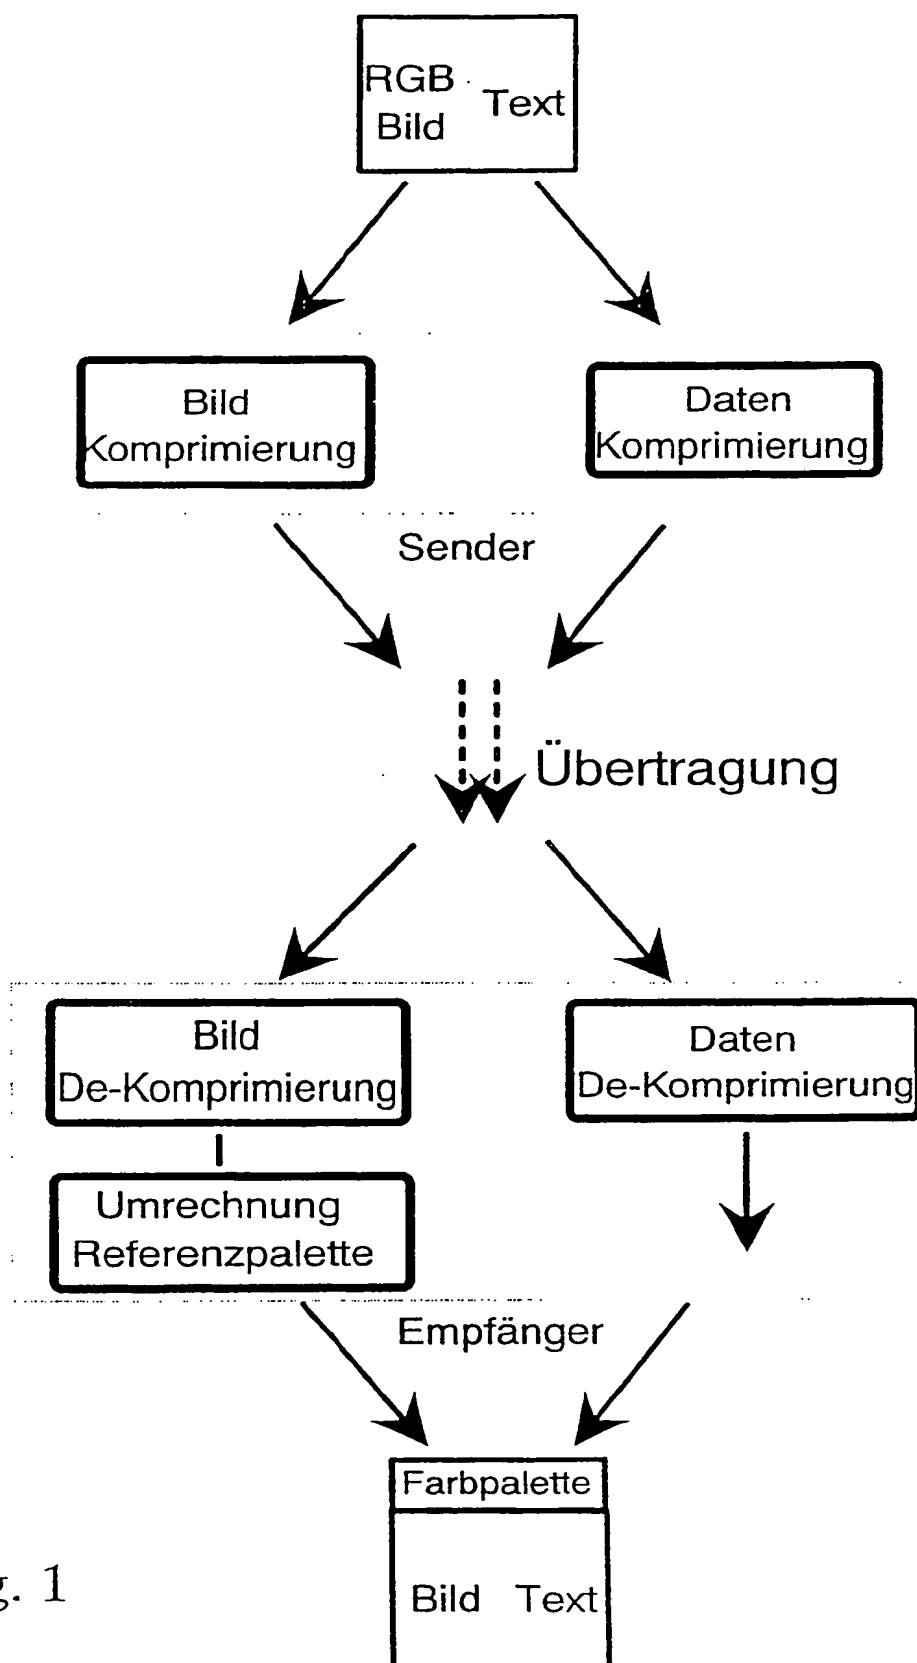 RGB
Bild
Text
Bild
Komprimierung
Daten
Komprimierung
Sender
Übertragung
Bild
De-Komprimierung
Daten
De-Komprimierung
Umrechnung
Referenzpalette
Empfänger
Farbpalette
Bild Text
g. 1